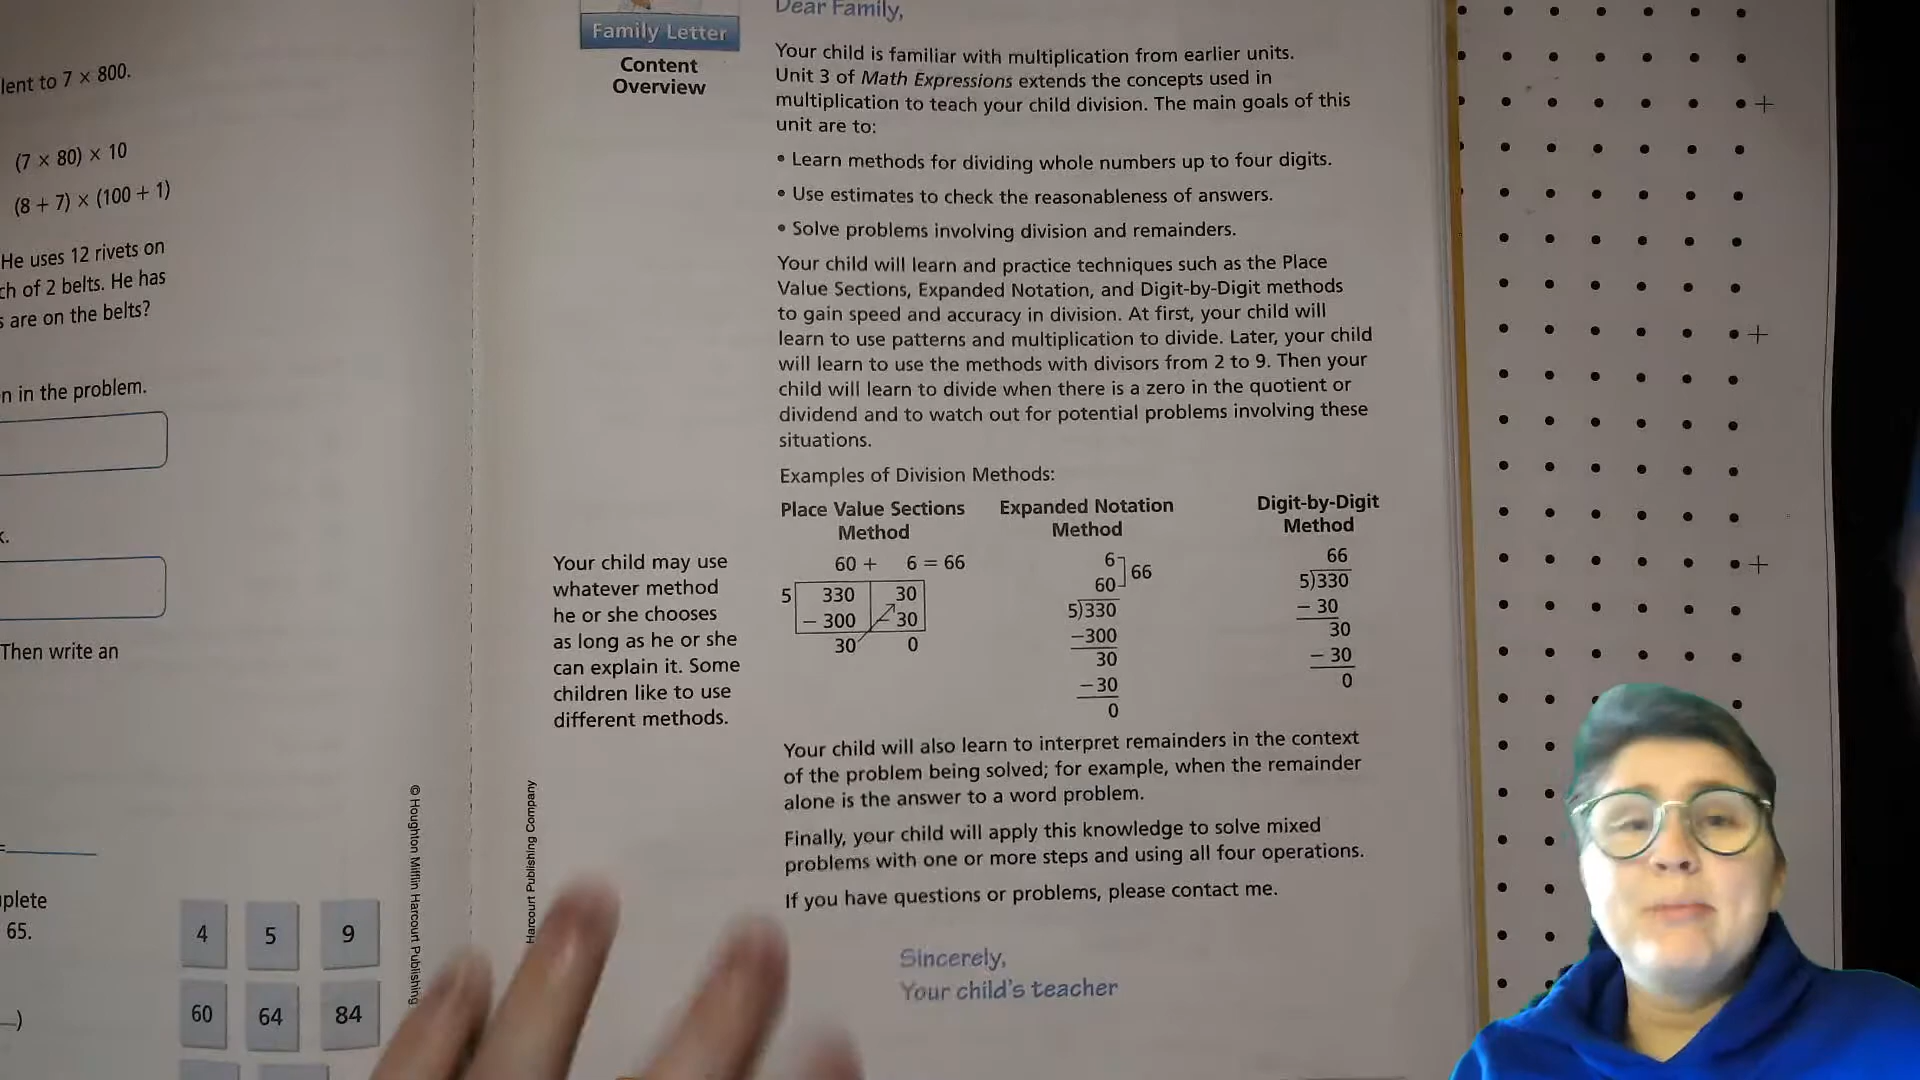 lent to 7 × 800.
(7 × 80) × 10
(8 + 7) × (100 + 1)
He uses 12 rivets on
ch of 2 belts. He has
s are on the belts?
n in the problem.
k.
Then write an
=
plete
65.
)
4 5 9
60 64 84
© Houghton Mifflin Harcourt Publishing
Harcourt Publishing Company
Family Letter
Content
Overview
Dear Family,
Your child is familiar with multiplication from earlier units.
Unit 3 of Math Expressions extends the concepts used in
multiplication to teach your child division. The main goals of this
unit are to:
• Learn methods for dividing whole numbers up to four digits.
• Use estimates to check the reasonableness of answers.
• Solve problems involving division and remainders.
Your child will learn and practice techniques such as the Place
Value Sections, Expanded Notation, and Digit-by-Digit methods
to gain speed and accuracy in division. At first, your child will
learn to use patterns and multiplication to divide. Later, your child
will learn to use the methods with divisors from 2 to 9. Then your
child will learn to divide when there is a zero in the quotient or
dividend and to watch out for potential problems involving these
situations.
Examples of Division Methods:
Your child may use
whatever method
he or she chooses
as long as he or she
can explain it. Some
children like to use
different methods.
Place Value Sections
Method
60 + 6 = 66
5 330 30
– 300 – 30
30 0
Expanded Notation
Method
6
60 66
5)330
–300
30
–30
0
Digit-by-Digit
Method
66
5)330
– 30
30
– 30
0
Your child will also learn to interpret remainders in the context
of the problem being solved; for example, when the remainder
alone is the answer to a word problem.
Finally, your child will apply this knowledge to solve mixed
problems with one or more steps and using all four operations.
If you have questions or problems, please contact me.
Sincerely,
Your child's teacher